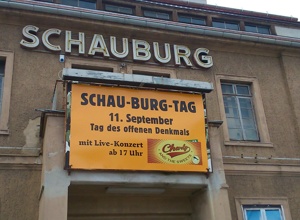 SCHAUBURG
SCHAU-BURG-TAG
11. September
Tag des offenen Denkmals
mit Live-Konzert
ab 17 Uhr